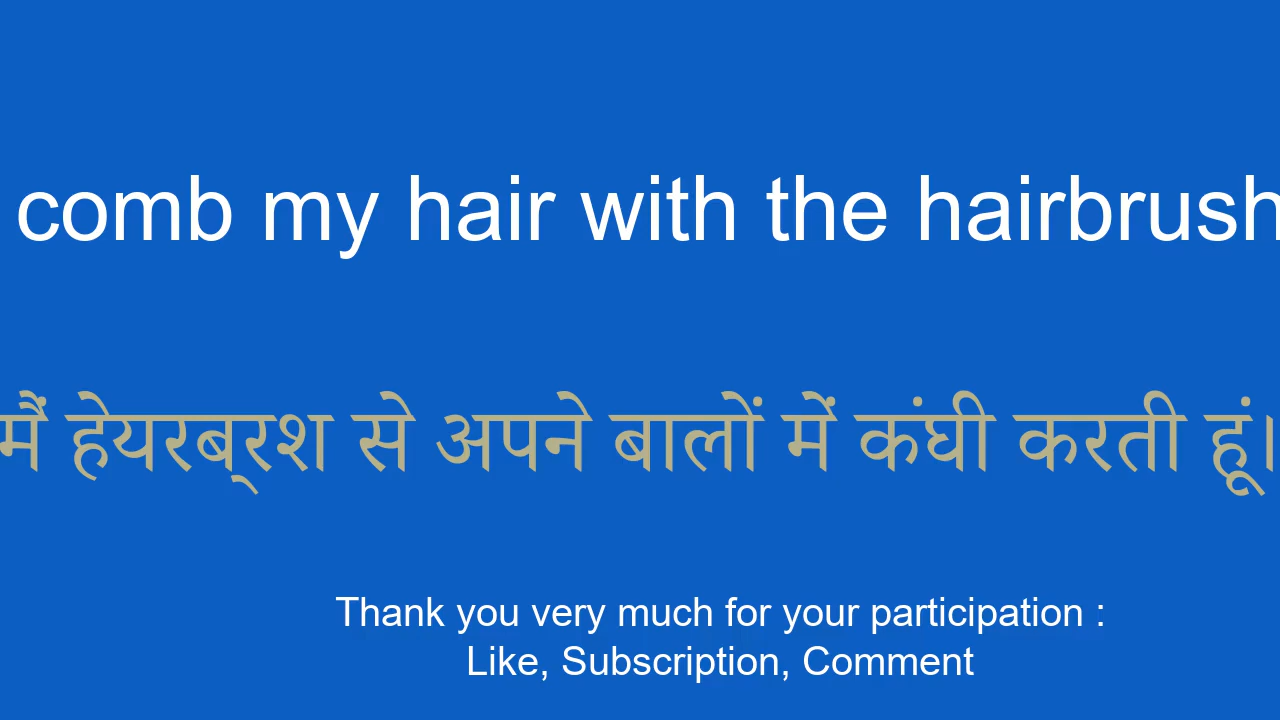 comb my hair with the hairbrush
मैं हेयरब्रश से अपने बालों में कंघी करती हूं।
Thank you very much for your participation :
Like, Subscription, Comment